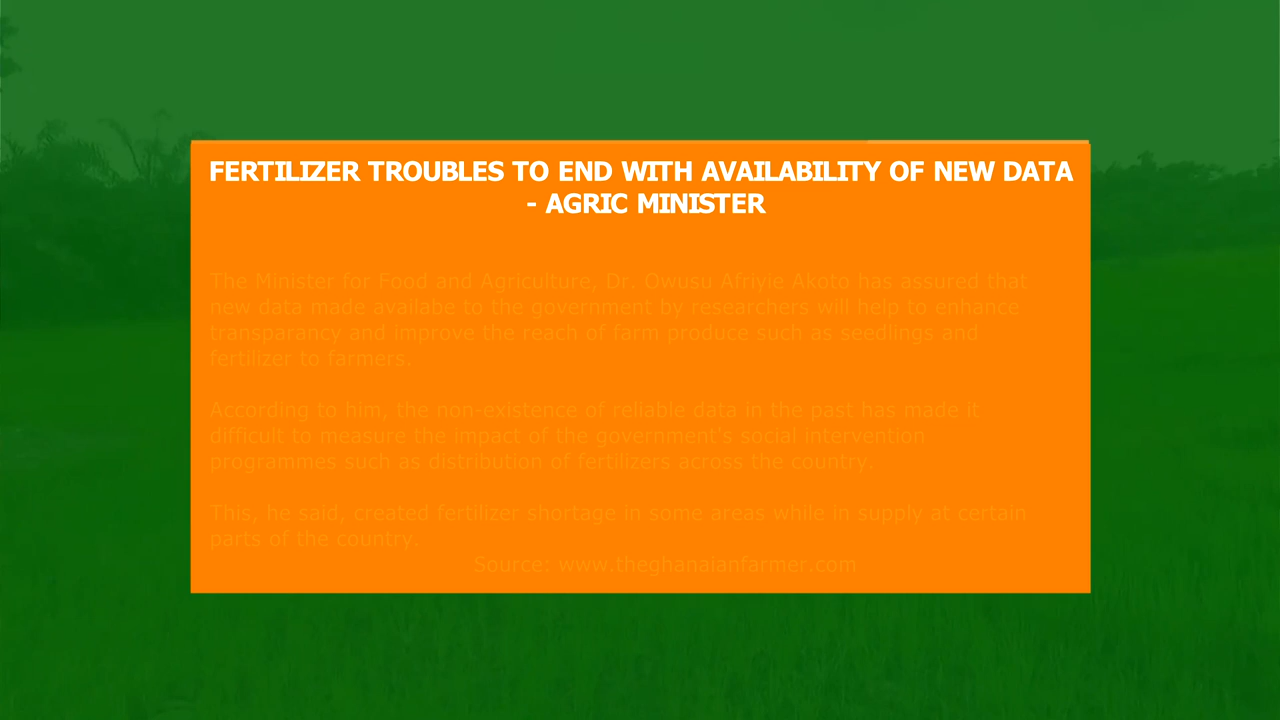 FERTILIZER TROUBLES TO END WITH AVAILABILITY OF NEW DATA
- AGRIC MINISTER
The Minister for Food and Agriculture, Dr. Owusu Afriyie Akoto has assured that
new data made availabe to the government by researchers will help to enhance
transparancy and improve the reach of farm produce such as seedlings and
fertilizer to farmers.
According to him, the non-existence of reliable data in the past has made it
difficult to measure the impact of the government's social intervention
programmes such as distribution of fertilizers across the country.
This, he said, created fertilizer shortage in some areas while in supply at certain
parts of the country.
Source: www.theghanaianfarmer.com